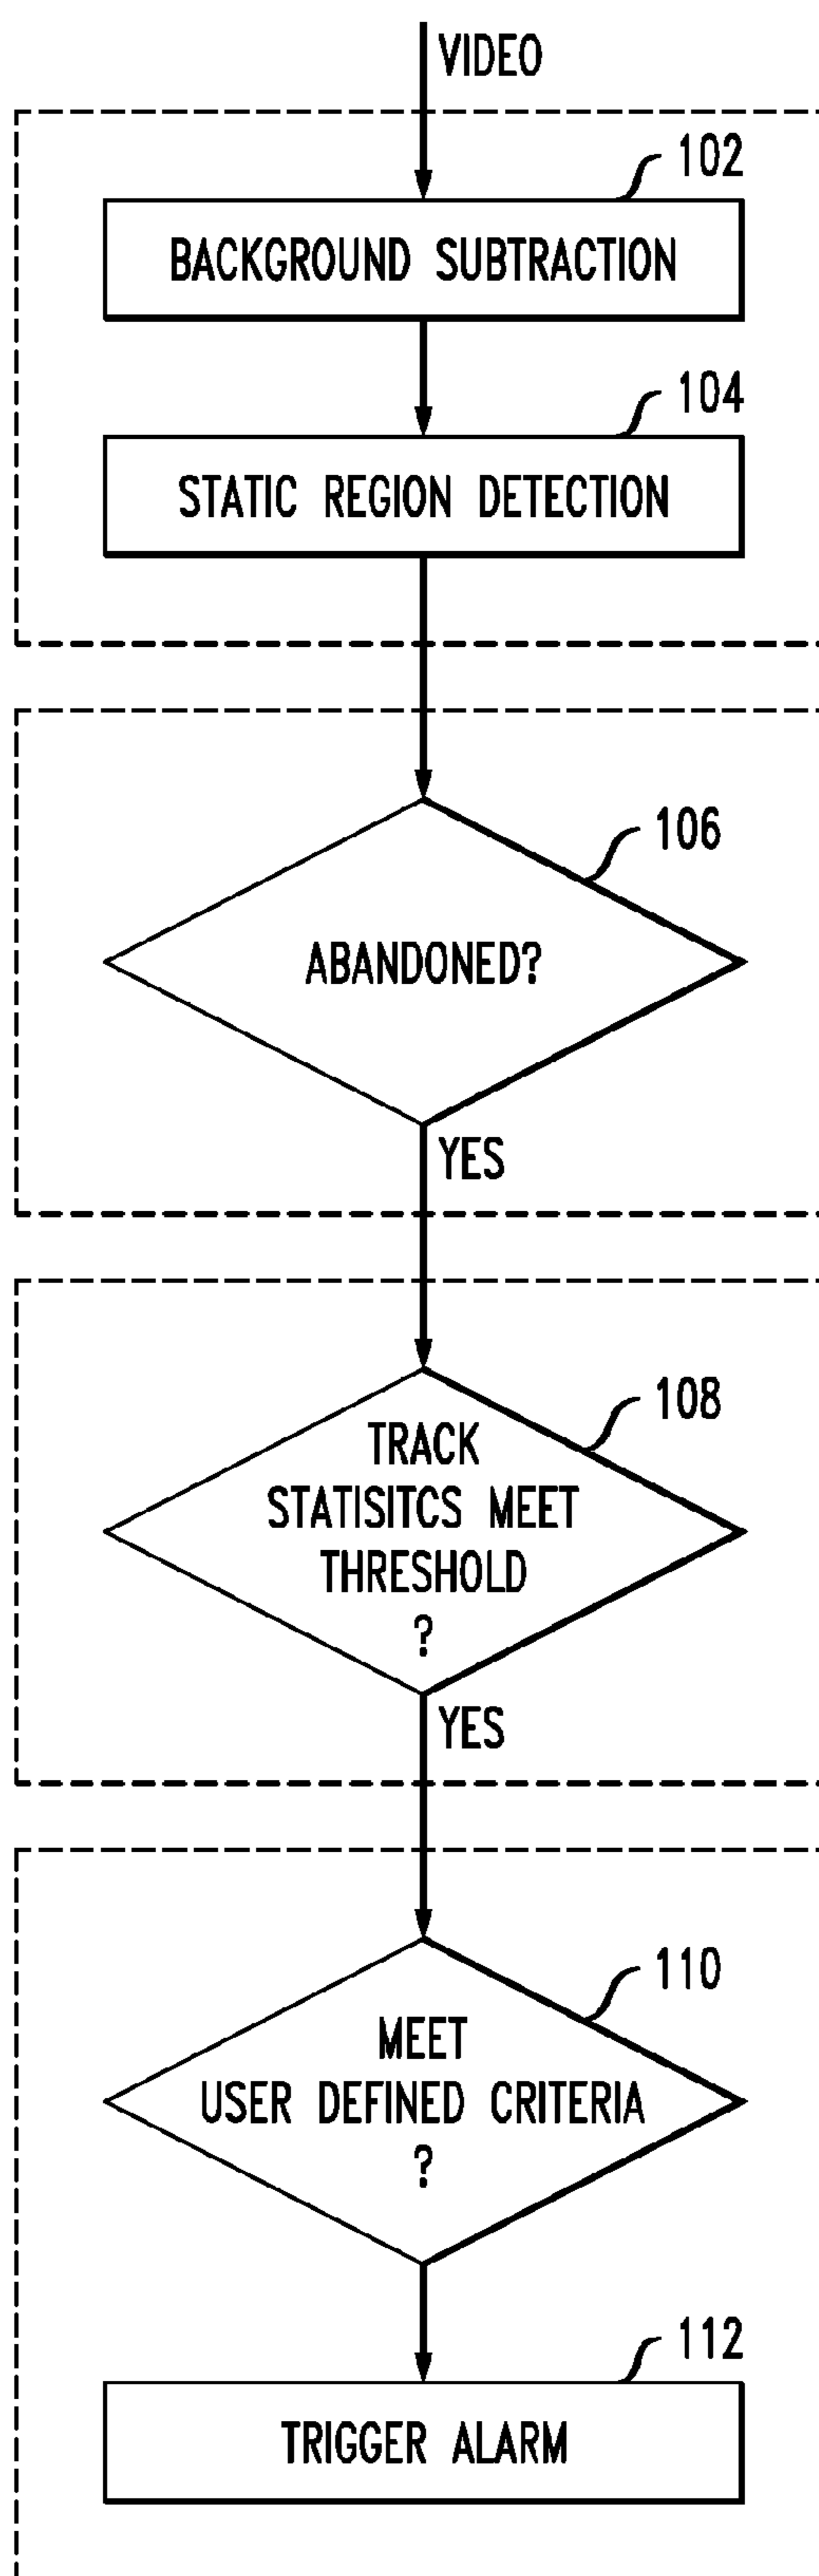 VIDEO
102
BACKGROUND SUBTRACTION
104
STATIC REGION DETECTION
106
ABANDONED?
YES
108
TRACK
STATISITCS MEET
THRESHOLD
?
YES
110
MEET
USER DEFINED CRITERIA
?
112
TRIGGER ALARM